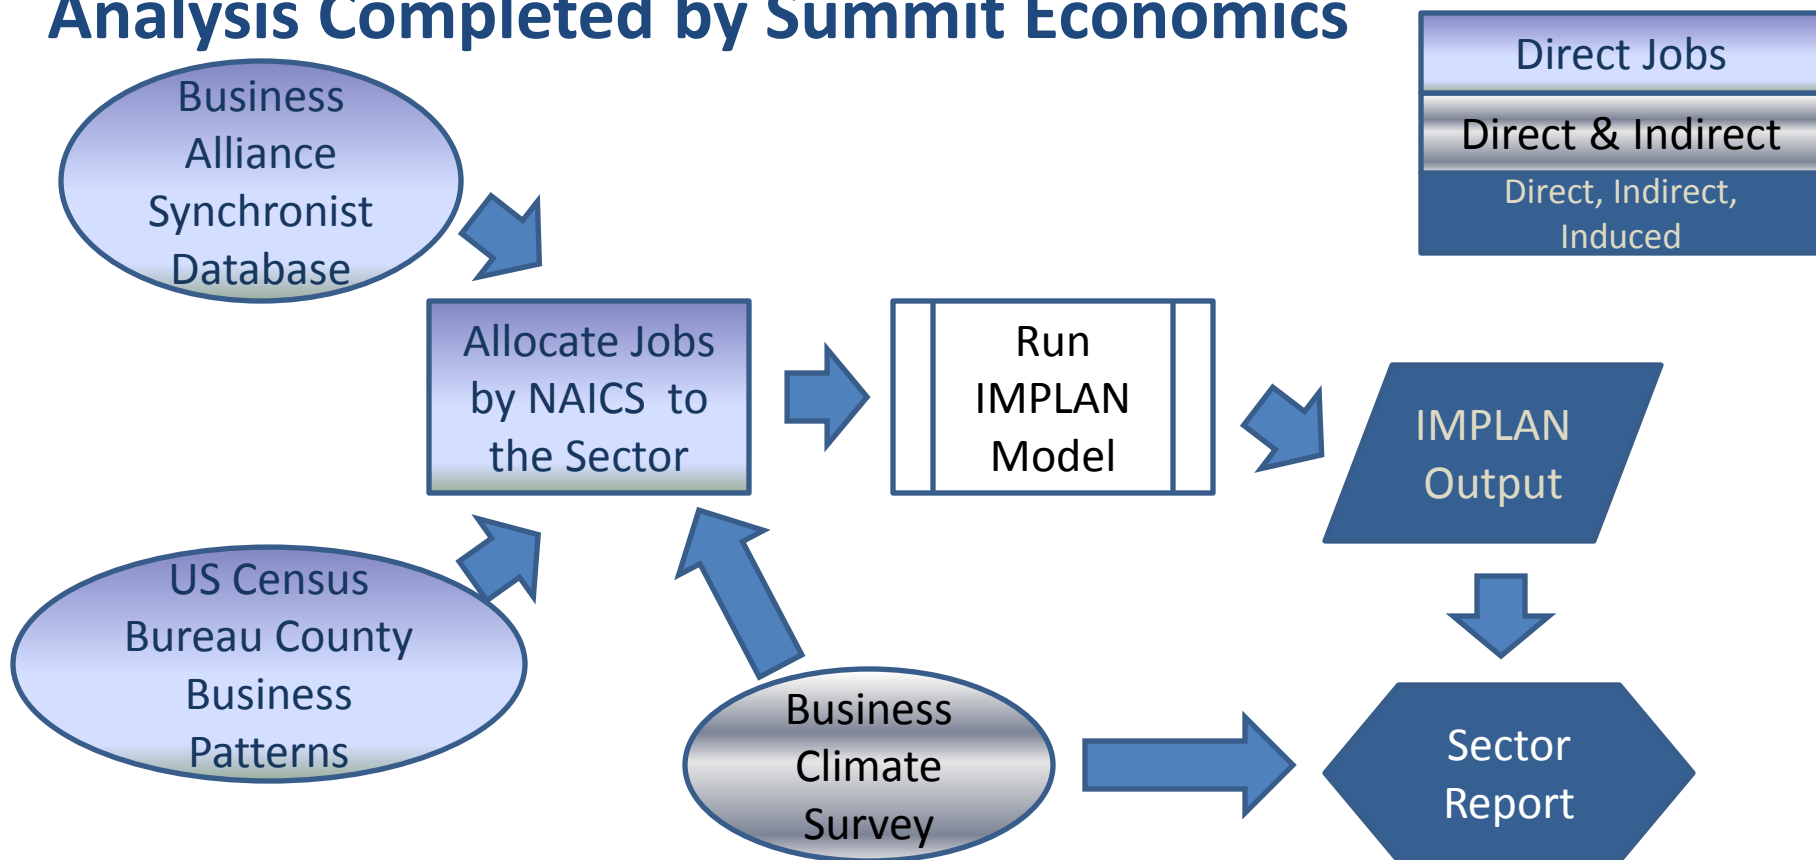 Analysis Completed by Summit Economics
Direct Jobs
Direct & Indirect
Direct, Indirect,
Induced
Business
Alliance
Synchronist
Database
Allocate Jobs
by NAICS to
the Sector
Run
IMPLAN
Model
IMPLAN
Output
US Census
Bureau County
Business
Patterns
Business
Climate
Survey
Sector
Report